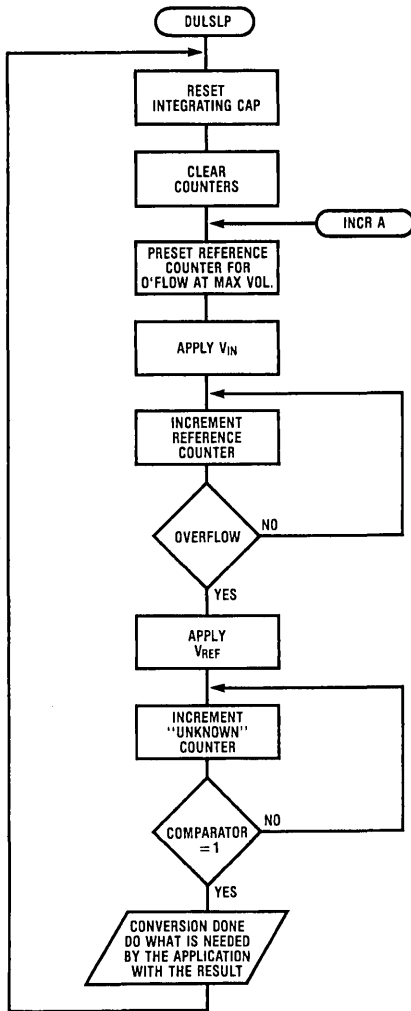 DULSLP
RESET
INTEGRATING CAP
CLEAR
COUNTERS
INCR A
PRESET REFERENCE
COUNTER FOR
O'FLOW AT MAX VOL.
APPLY VIN
INCREMENT
REFERENCE
COUNTER
OVERFLOW
NO
YES
APPLY
VREF
INCREMENT
"UNKNOWN"
COUNTER
COMPARATOR
=1
NO
YES
CONVERSION DONE
DO WHAT IS NEEDED
BY THE APPLICATION
WITH THE RESULT